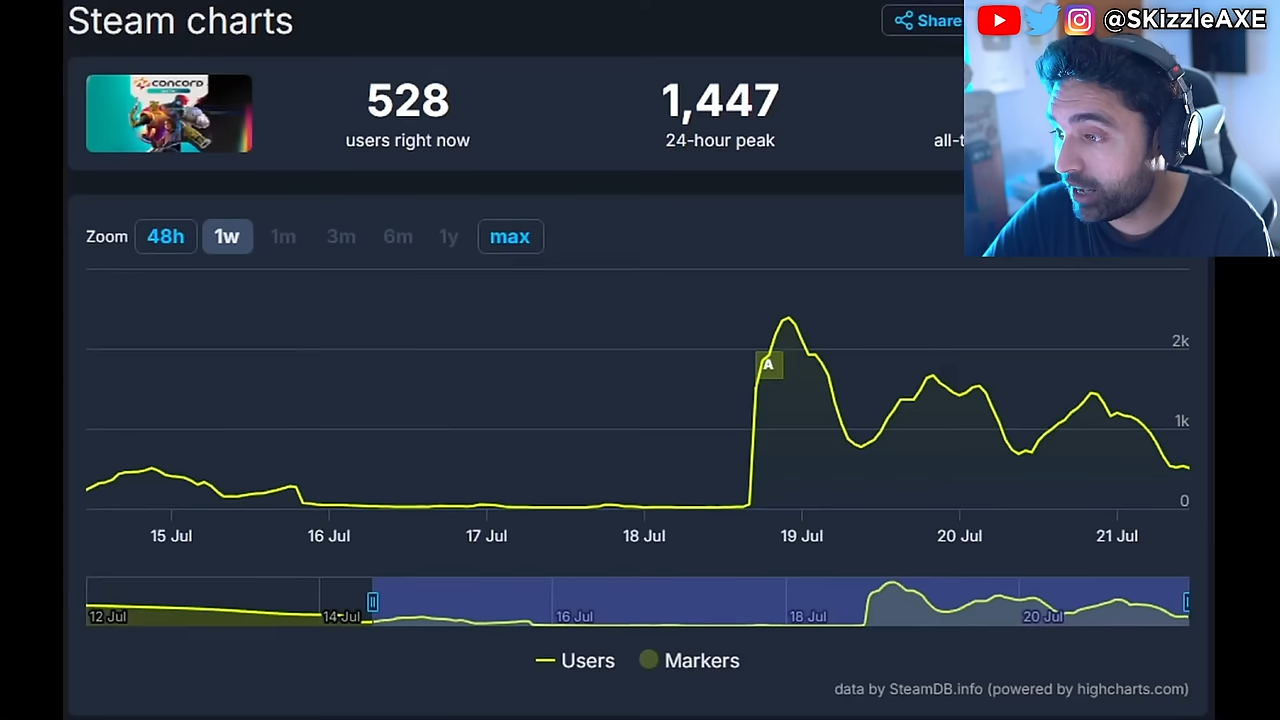 Steam charts
Share
@SKizzleAXE
CONCORD
528
1,447
users right now
24-hour peak
all-t
Zoom 48h 1w 1m 3m 6m 1y max
2k
A
1k
0
15 Jul 16 Jul 17 Jul 18 Jul 19 Jul 20 Jul 21 Jul
12 Jul 14 Jul 16 Jul 18 Jul 20 Jul
Users Markers
data by SteamDB.info (powered by highcharts.com)